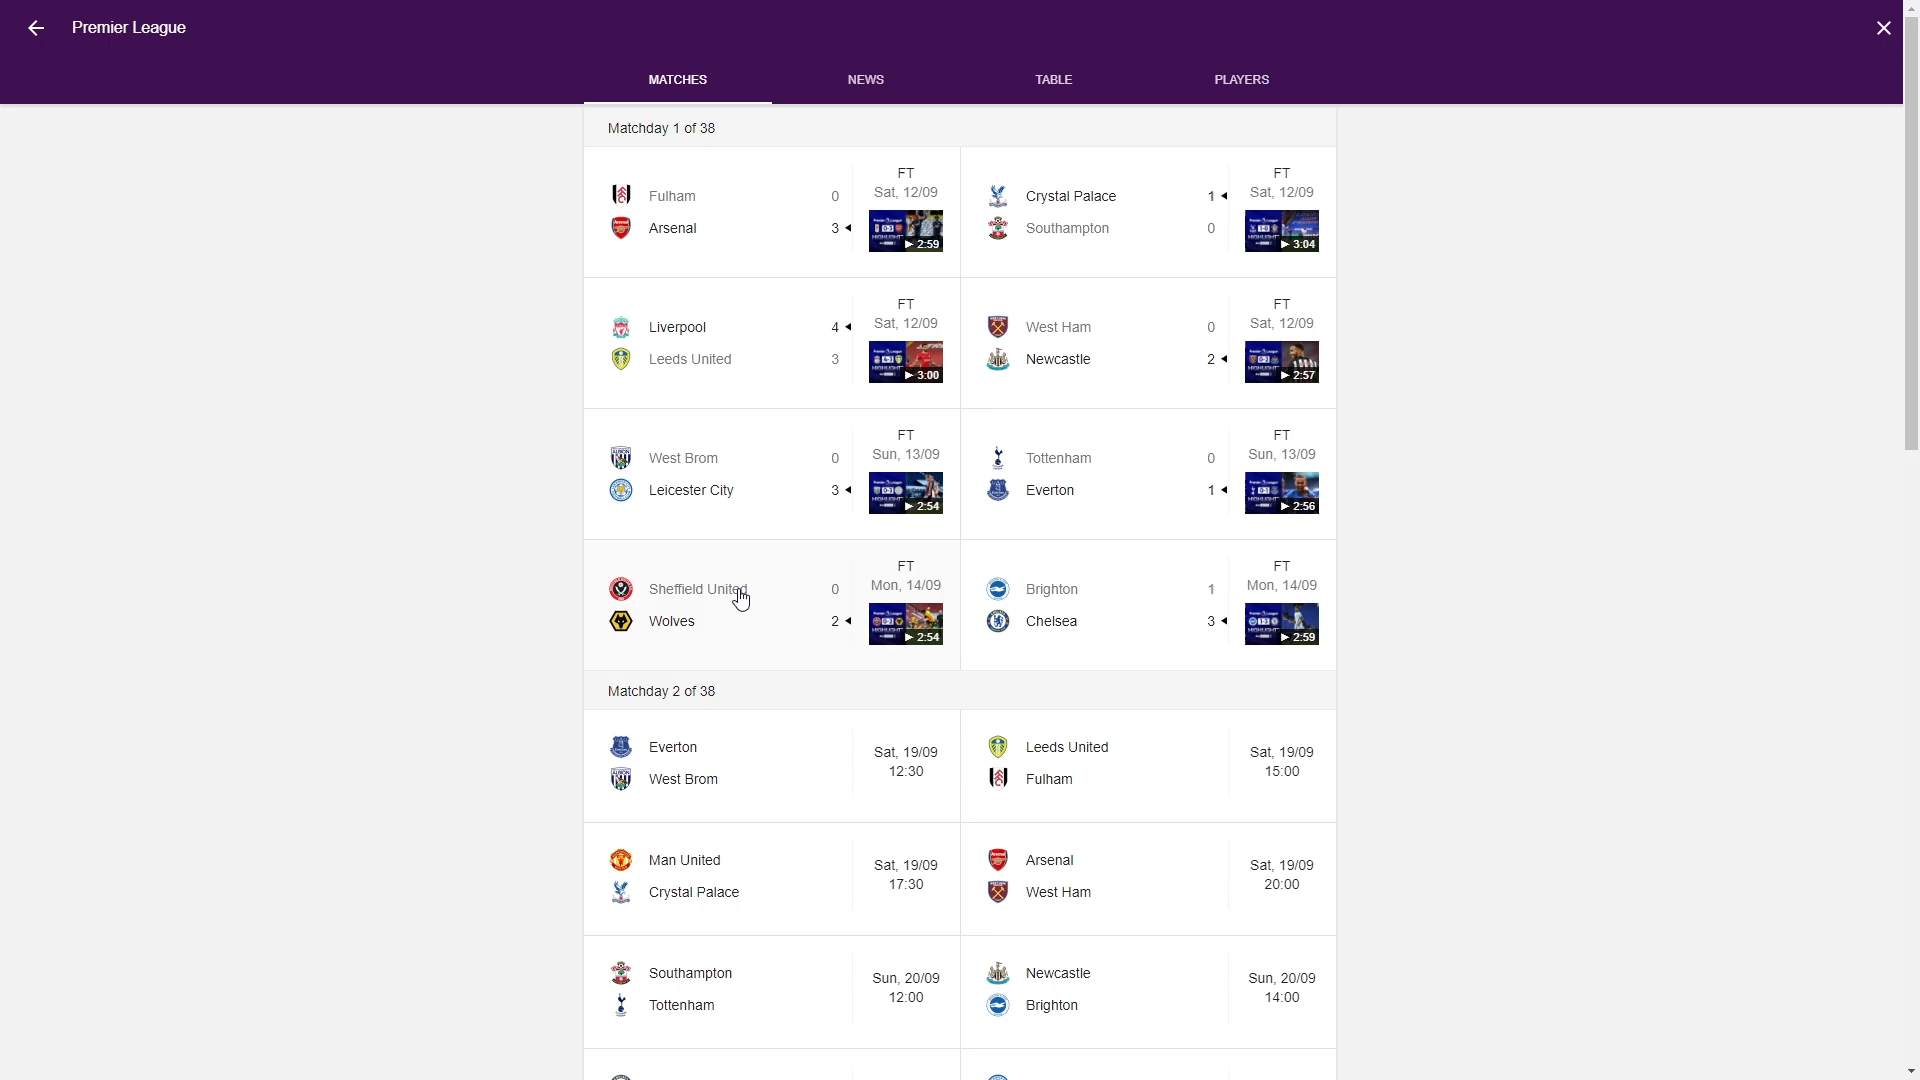 Premier League
MATCHES NEWS TABLE PLAYERS
Matchday 1 of 38
Fulham 0
Arsenal 3
FT
Sat, 12/09
2:59
Crystal Palace 1
Southampton 0
FT
Sat, 12/09
3:04
Liverpool 4
Leeds United 3
FT
Sat, 12/09
3:00
West Ham 0
Newcastle 2
FT
Sat, 12/09
2:57
West Brom 0
Leicester City 3
FT
Sun, 13/09
2:54
Tottenham 0
Everton 1
FT
Sun, 13/09
2:56
Sheffield United 0
Wolves 2
FT
Mon, 14/09
2:54
Brighton 1
Chelsea 3
FT
Mon, 14/09
2:59
Matchday 2 of 38
Everton
West Brom
Sat, 19/09
12:30
Leeds United
Fulham
Sat, 19/09
15:00
Man United
Crystal Palace
Sat, 19/09
17:30
Arsenal
West Ham
Sat, 19/09
20:00
Southampton
Tottenham
Sun, 20/09
12:00
Newcastle
Brighton
Sun, 20/09
14:00